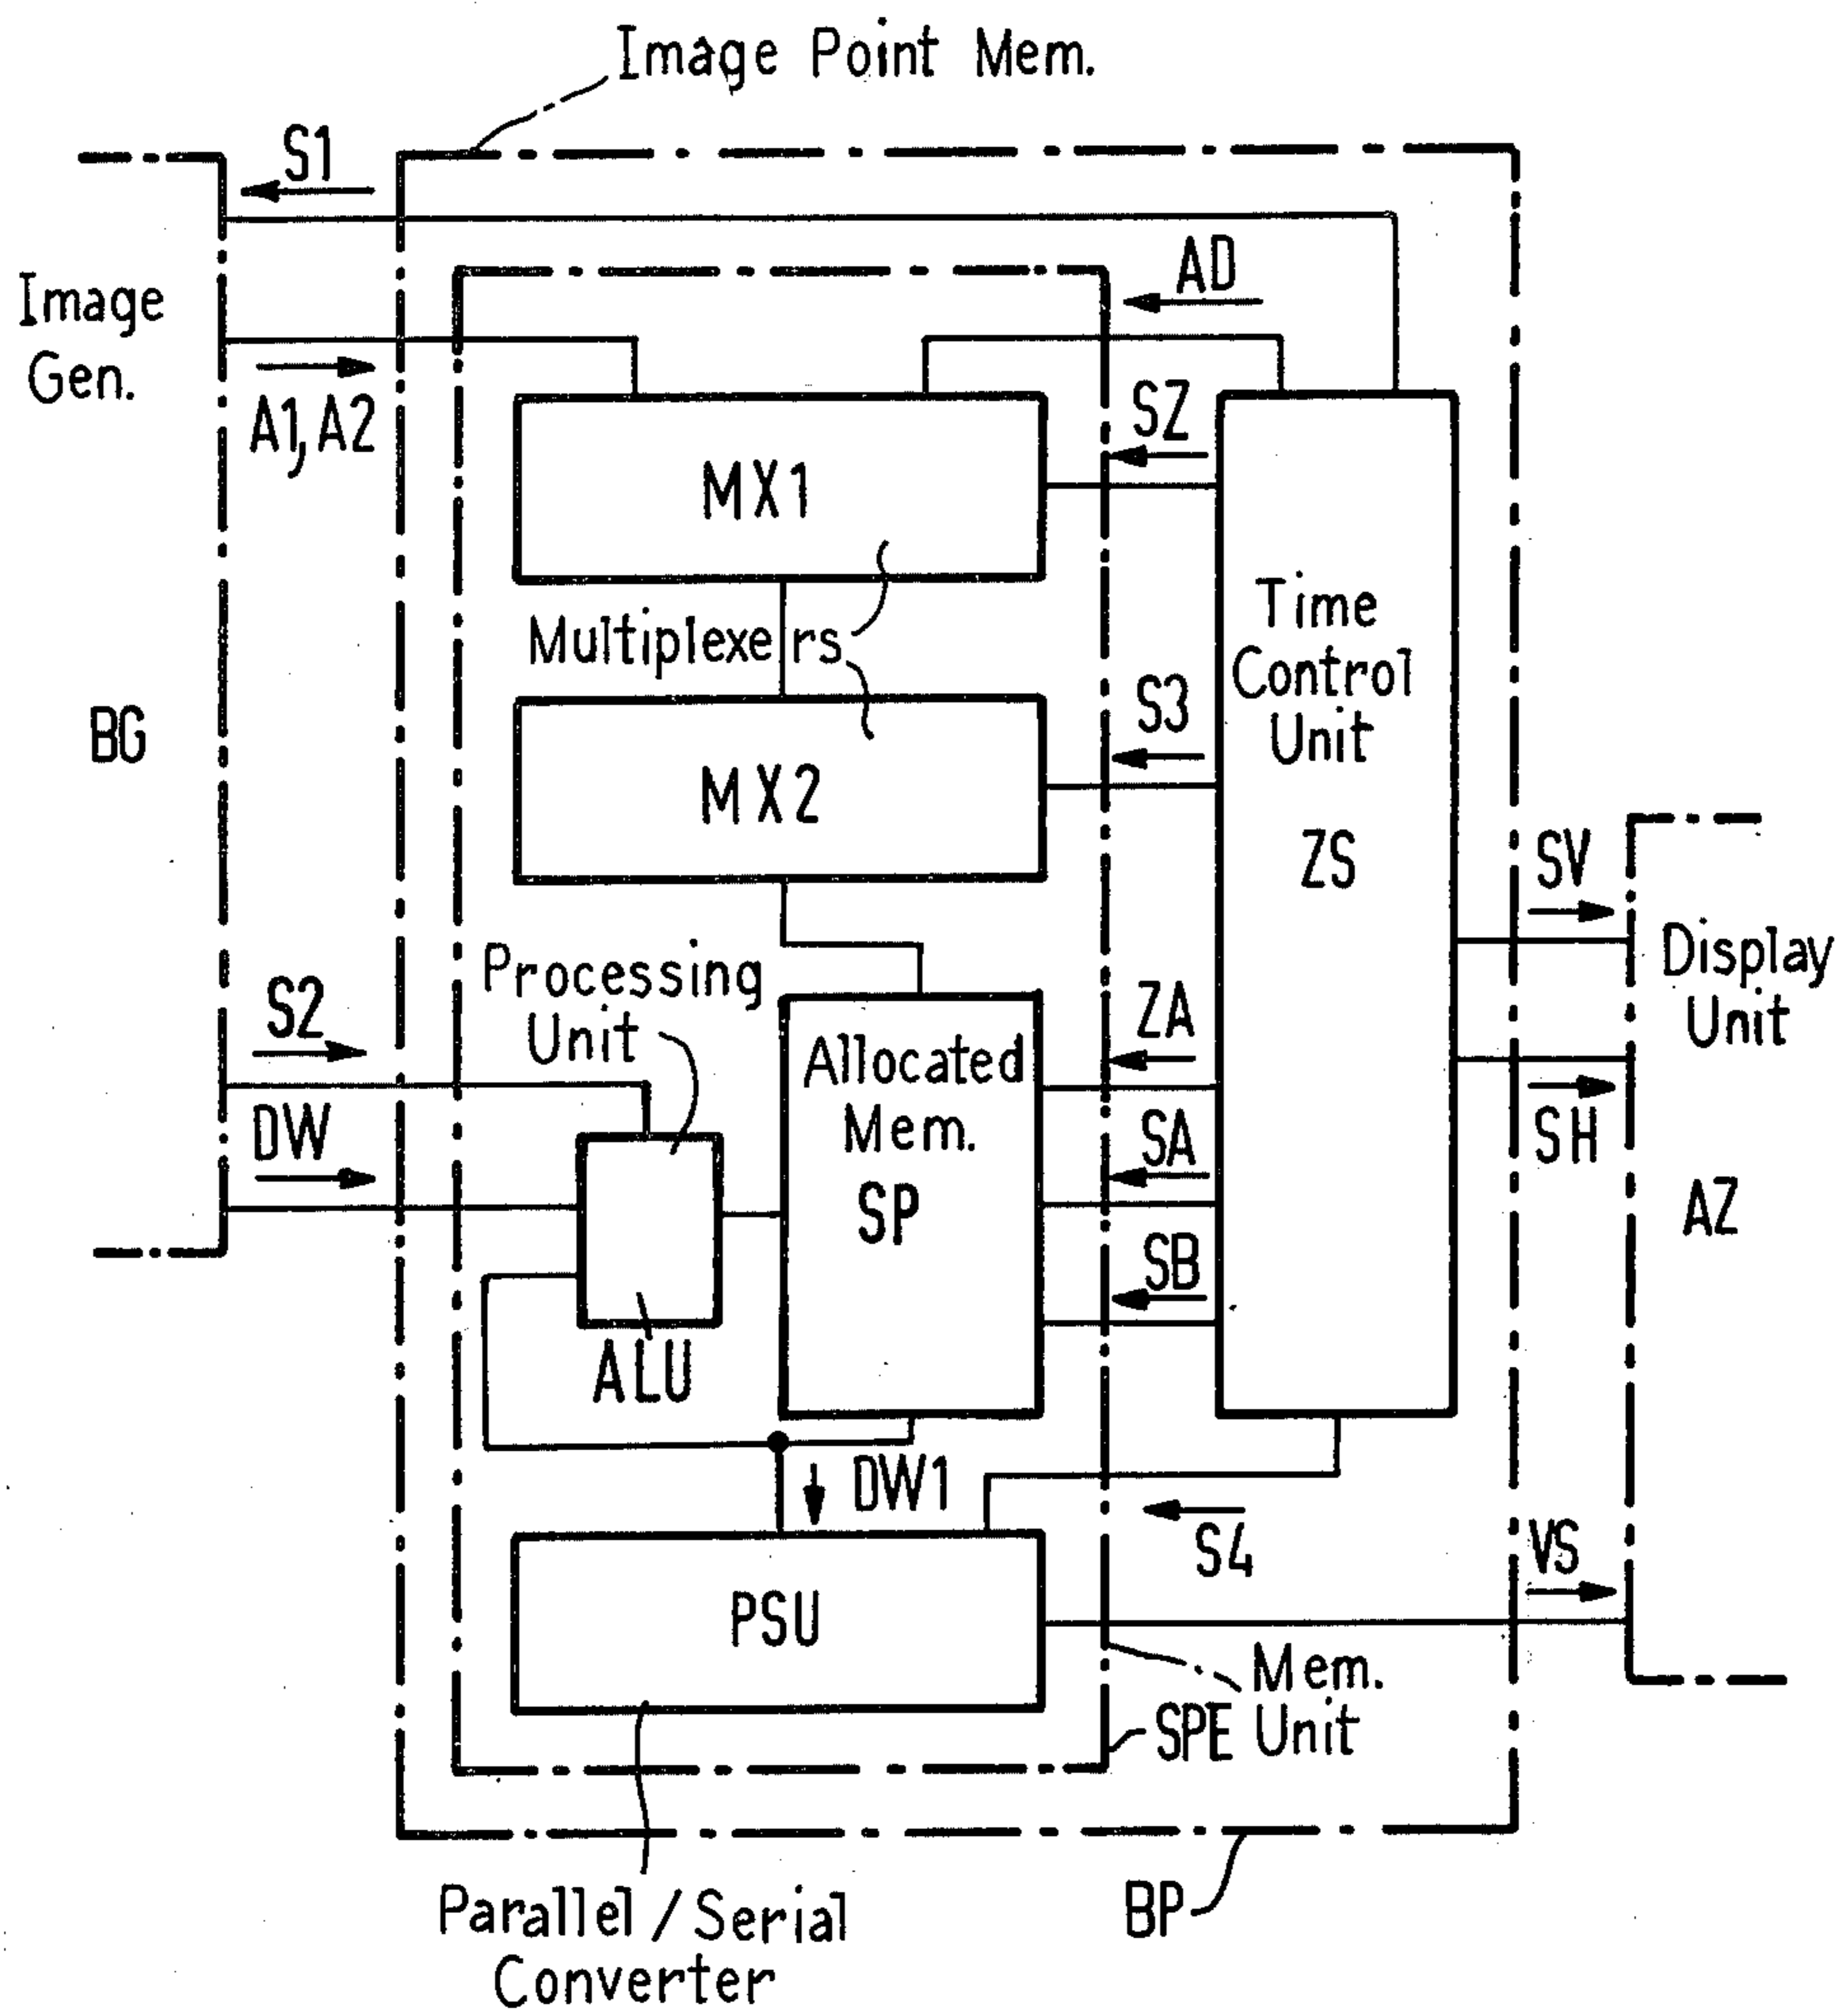 Image Point Mem.
S1
Image
Gen.
AD
A1, A2
SZ
MX1
Time
Control
Unit
Multiplexers
S3
BG
MX2
ZS
SV
Display
Unit
Processing
Unit
S2
ZA
Allocated
Mem.
SP
DW
SA
SH
AZ
SB
ALU
DW1
S4
VS
PSU
Mem.
Unit
SPE
BP
Parallel / Serial
Converter